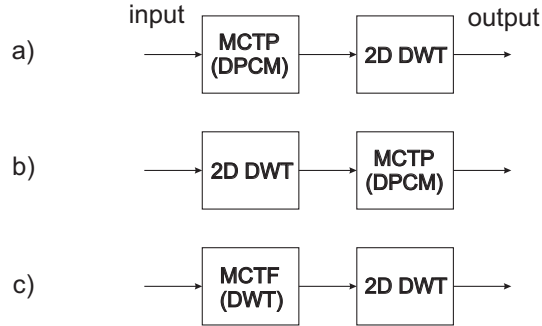 input
output
a)
MCTP
(DPCM)
2D DWT
b)
2D DWT
MCTP
(DPCM)
c)
MCTF
(DWT)
2D DWT